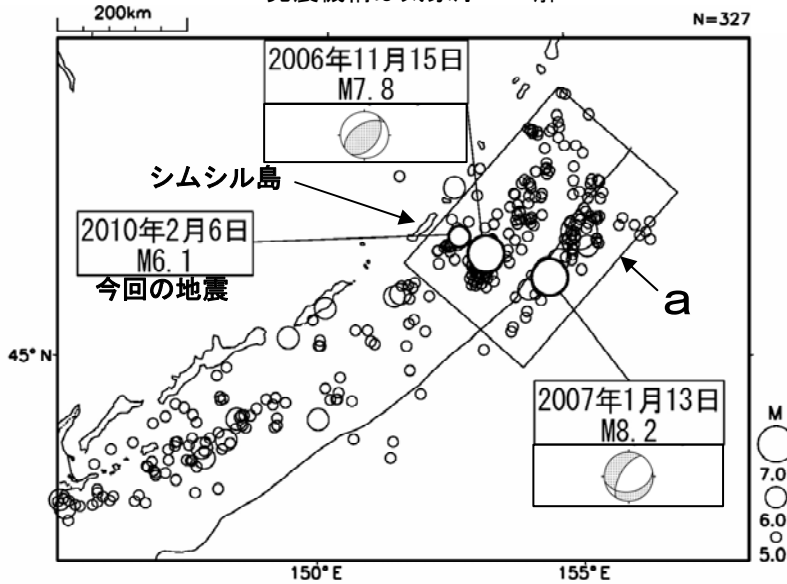 200km
N=327
2006年11月15日
M7.8
シムシル島
2010年2月6日
M6.1
今回の地震
a
45°N
2007年1月13日
M8.2
M
7.0
6.0
5.0
150°E
155°E